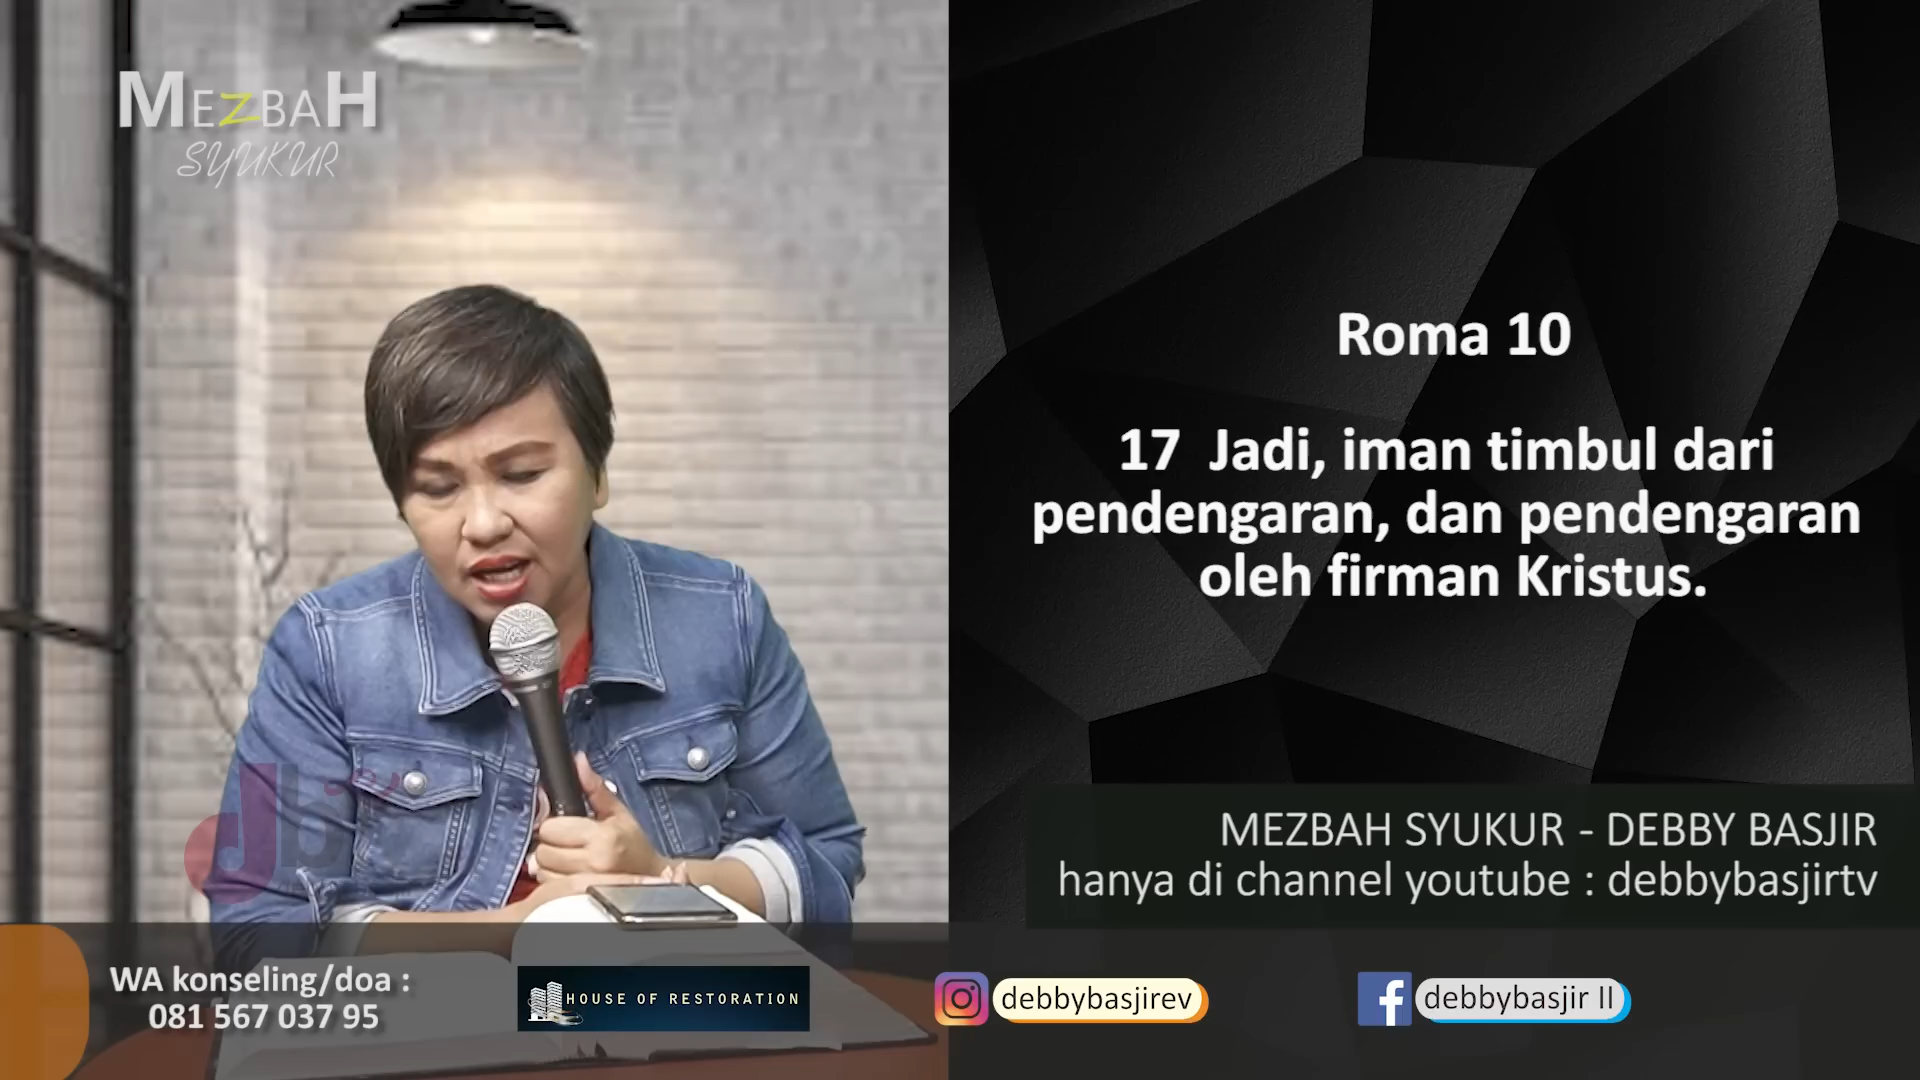 MEZBAH
SYUKUR
Roma 10
17 Jadi, iman timbul dari
pendengaran, dan pendengaran
oleh firman Kristus.
MEZBAH SYUKUR - DEBBY BASJIR
hanya di channel youtube : debbybasjirtv
WA konseling/doa :
081 567 037 95
HOUSE OF RESTORATION
debbybasjirev
debbybasjir II